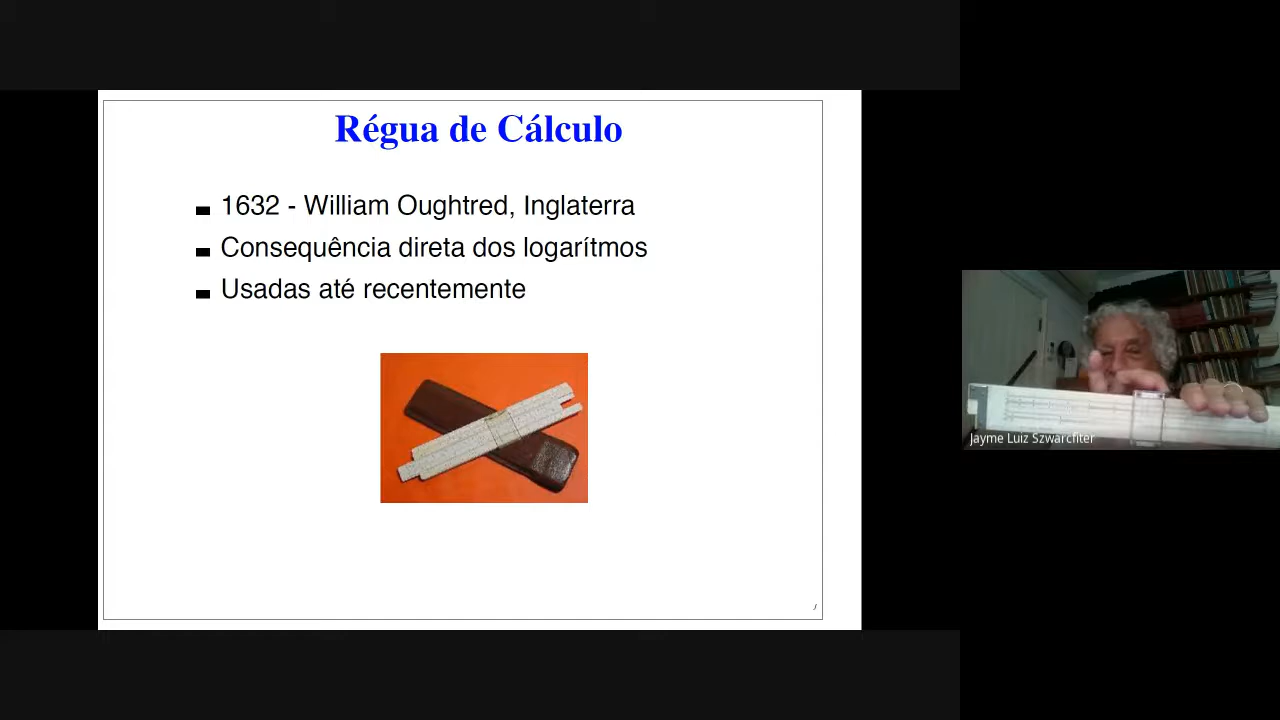 Régua de Cálculo
1632 - William Oughtred, Inglaterra
Consequência direta dos logarítmos
Usadas até recentemente
Jayme Luiz Szwarcfiter